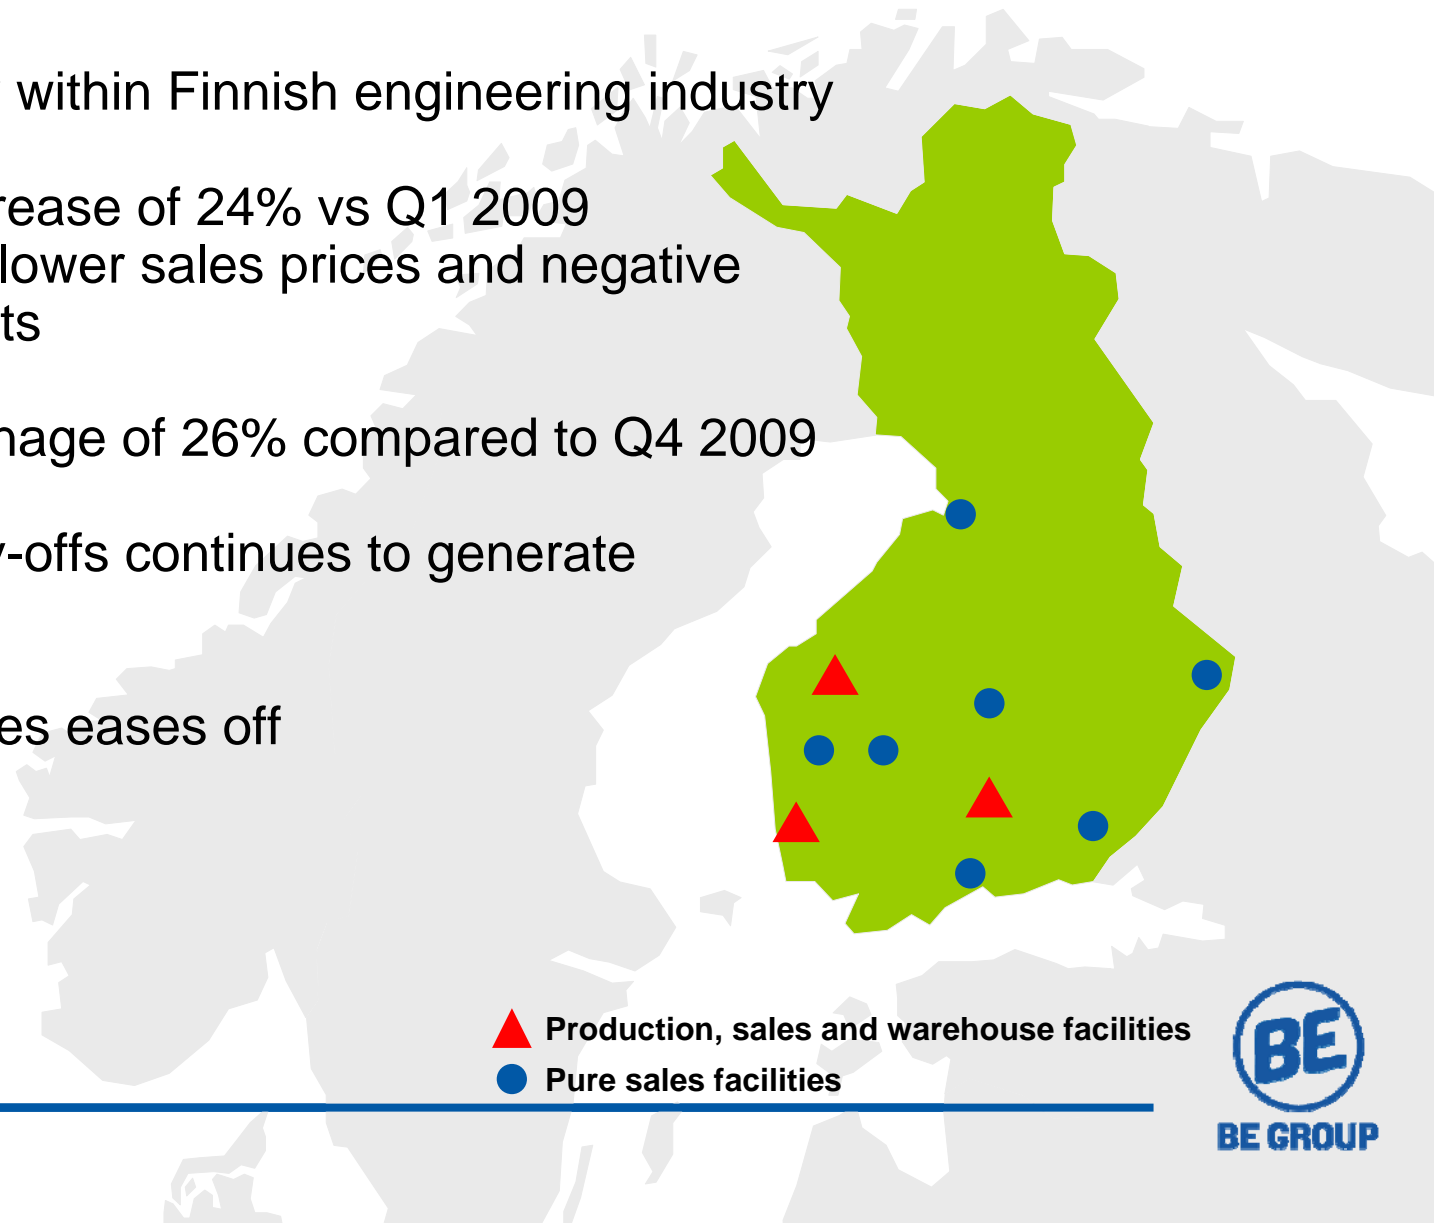 within Finnish engineering industry
rease of 24% vs Q1 2009
lower sales prices and negative
ts
nage of 26% compared to Q4 2009
-offs continues to generate
es eases off
Production, sales and warehouse facilities
Pure sales facilities
BE
BE GROUP